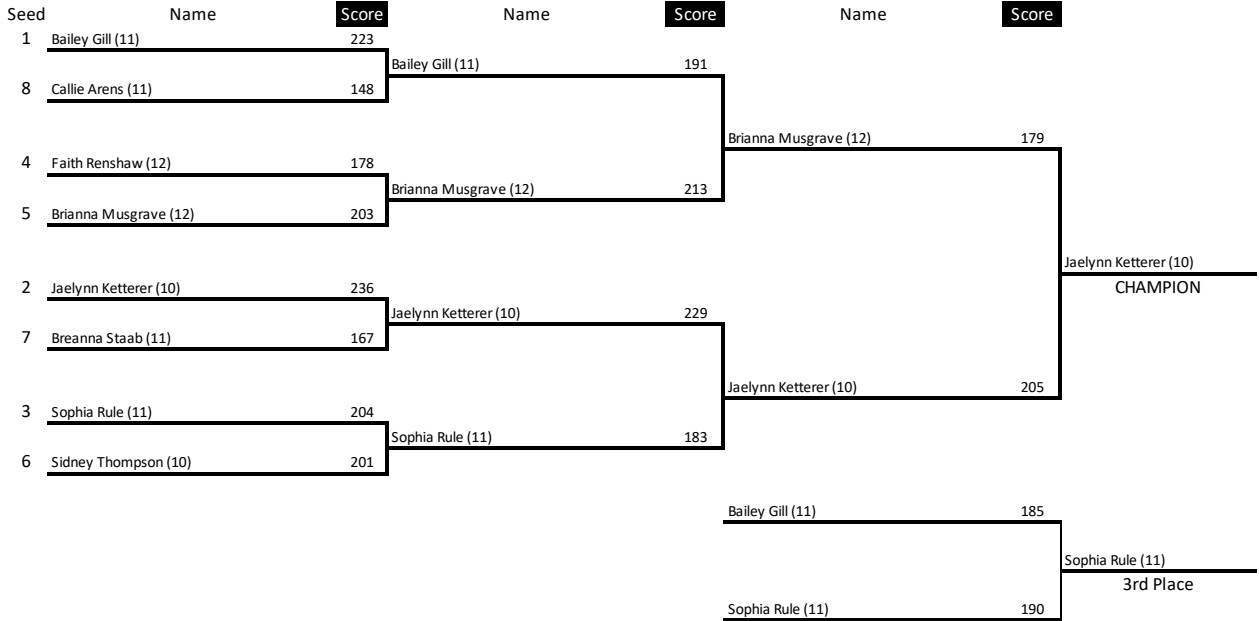 Seed Name Score Name Score Name Score
1 Bailey Gill (11) 223
Bailey Gill (11) 191
8 Callie Arens (11) 148
Brianna Musgrave (12) 179
4 Faith Renshaw (12) 178
Brianna Musgrave (12) 213
5 Brianna Musgrave (12) 203
Jaelynn Ketterer (10)
CHAMPION
2 Jaelynn Ketterer (10) 236
Jaelynn Ketterer (10) 229
7 Breanna Staab (11) 167
Jaelynn Ketterer (10) 205
3 Sophia Rule (11) 204
Sophia Rule (11) 183
6 Sidney Thompson (10) 201
Bailey Gill (11) 185
Sophia Rule (11)
3rd Place
Sophia Rule (11) 190